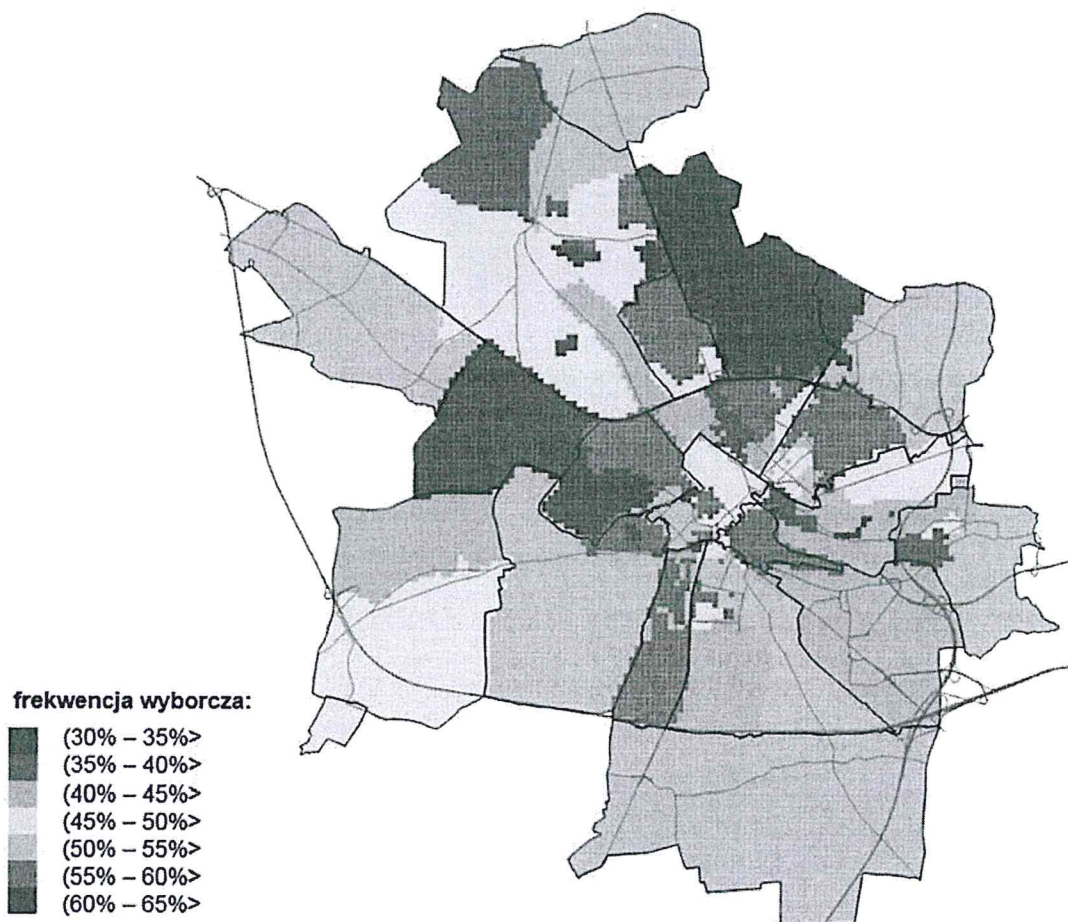 frekwencja wyborcza:
(30% – 35%>
(35% – 40%>
(40% – 45%>
(45% – 50%>
(50% – 55%>
(55% – 60%>
(60% – 65%>